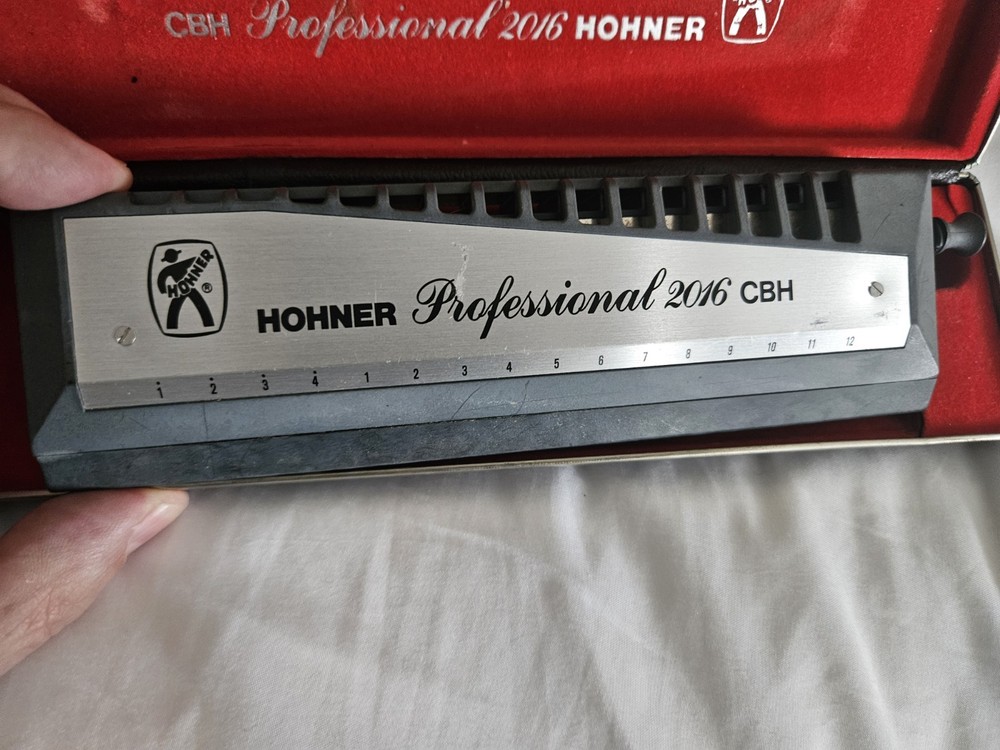 CBH Professional 2016 HOHNER
HOHNER ®
HOHNER Professional 2016 CBH
1 2 3 4 1 2 3 4 5 6 7 8 9 10 11 12